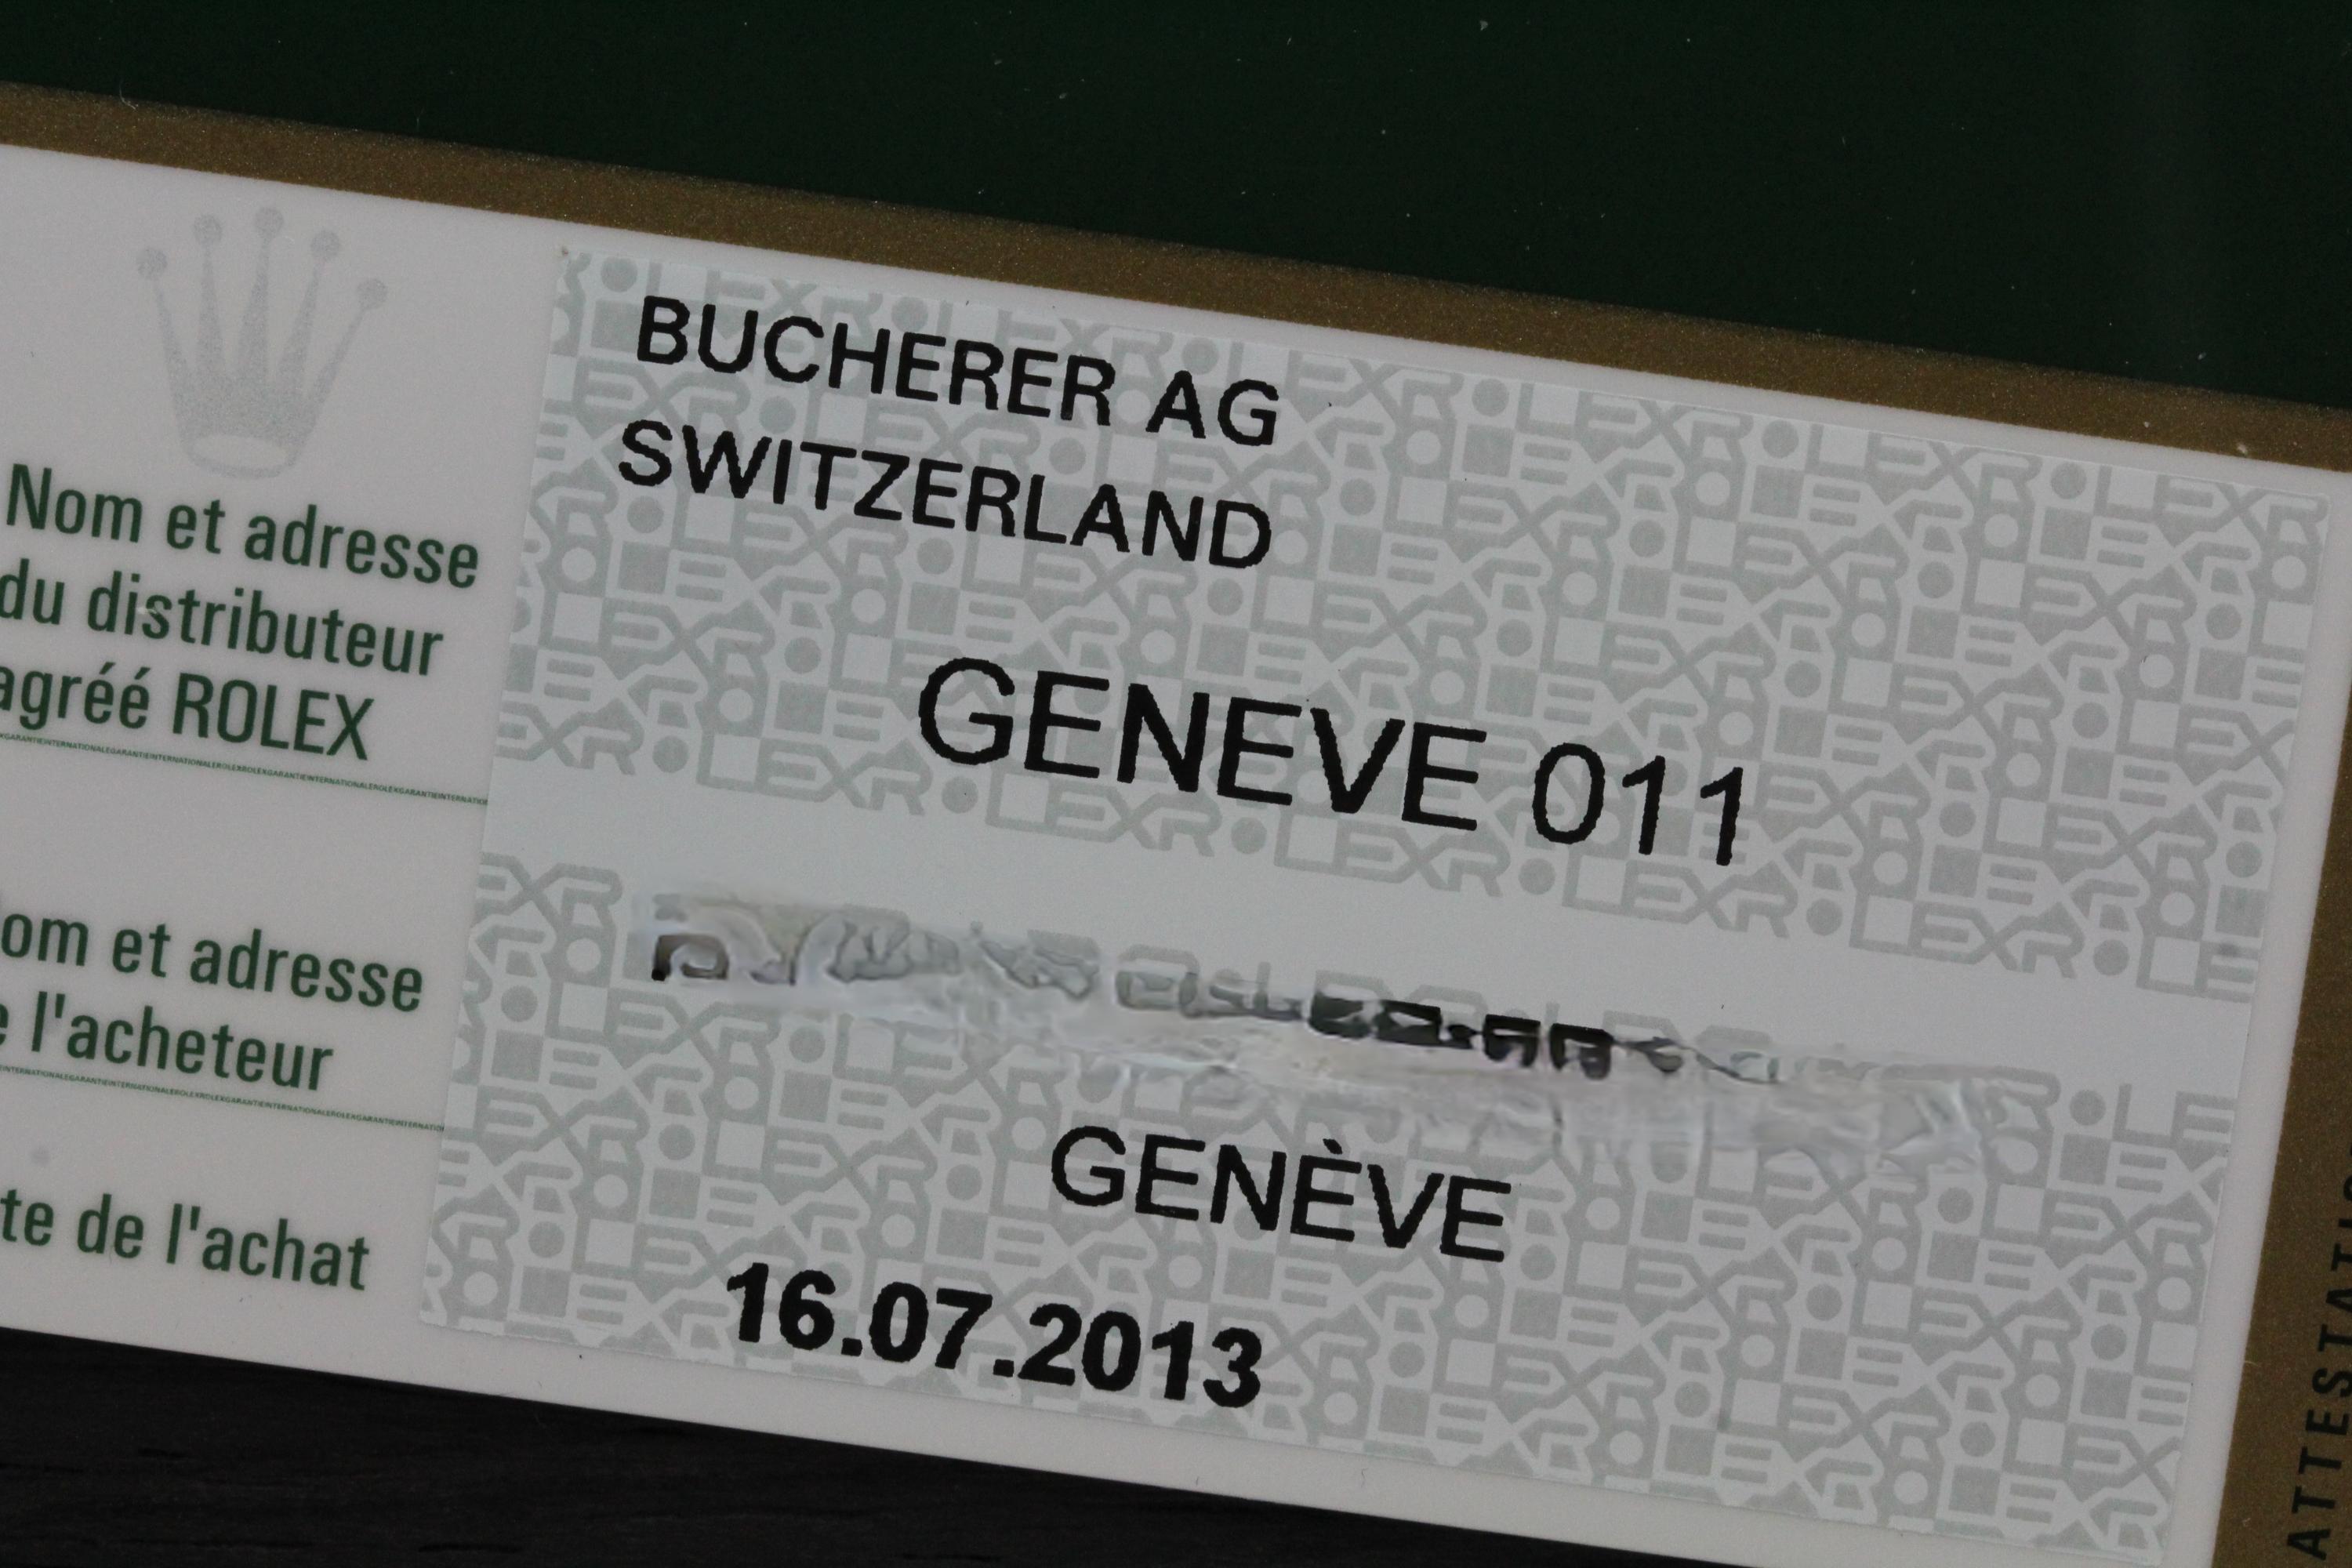 BUCHERER AG
SWITZERLAND
GENEVE 011
Nom et adresse
du distributeur
agréé ROLEX
om et adresse
l'acheteur
GENÈVE
te de l'achat
16.07.2013